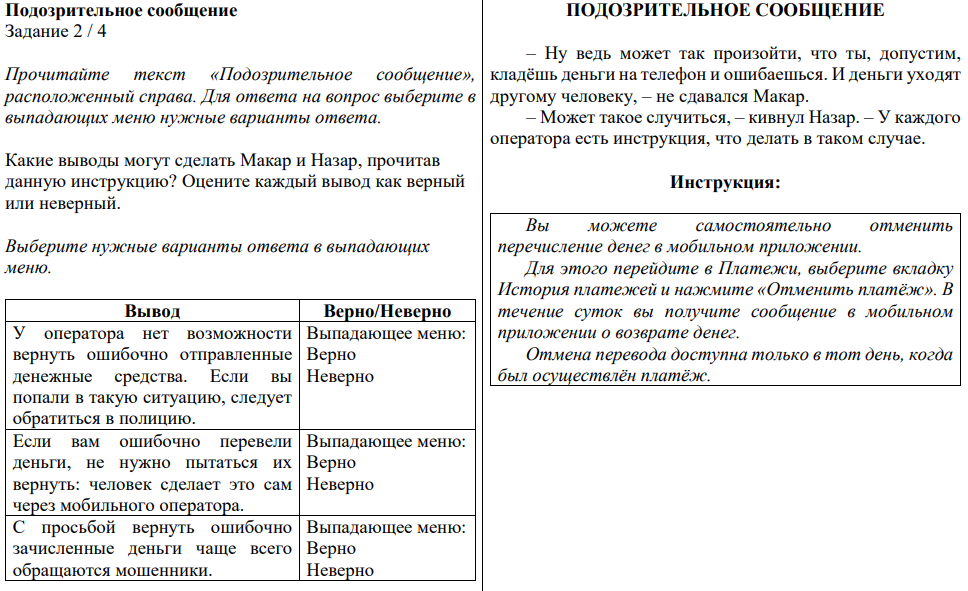 Подозрительное сообщение
Задание 2 / 4
Прочитайте текст «Подозрительное сообщение»,
расположенный справа. Для ответа на вопрос выберите в
выпадающих меню нужные варианты ответа.
Какие выводы могут сделать Макар и Назар, прочитав
данную инструкцию? Оцените каждый вывод как верный
или неверный.
Выберите нужные варианты ответа в выпадающих
меню.
Вывод
Верно/Неверно
У оператора нет возможности
вернуть ошибочно отправленные
денежные средства. Если вы
попали в такую ситуацию, следует
обратиться в полицию.
Выпадающее меню:
Верно
Неверно
Если вам ошибочно перевели
деньги, не нужно пытаться их
вернуть: человек сделает это сам
через мобильного оператора.
Выпадающее меню:
Верно
Неверно
С просьбой вернуть ошибочно
зачисленные деньги чаще всего
обращаются мошенники.
Выпадающее меню:
Верно
Неверно
ПОДОЗРИТЕЛЬНОЕ СООБЩЕНИЕ
– Ну ведь может так произойти, что ты, допустим,
кладёшь деньги на телефон и ошибаешься. И деньги уходят
другому человеку, – не сдавался Макар.
– Может такое случиться, – кивнул Назар. – У каждого
оператора есть инструкция, что делать в таком случае.
Инструкция:
Вы можете самостоятельно отменить
перечисление денег в мобильном приложении.
Для этого перейдите в Платежи, выберите вкладку
История платежей и нажмите «Отменить платёж». В
течение суток вы получите сообщение в мобильном
приложении о возврате денег.
Отмена перевода доступна только в тот день, когда
был осуществлён платёж.